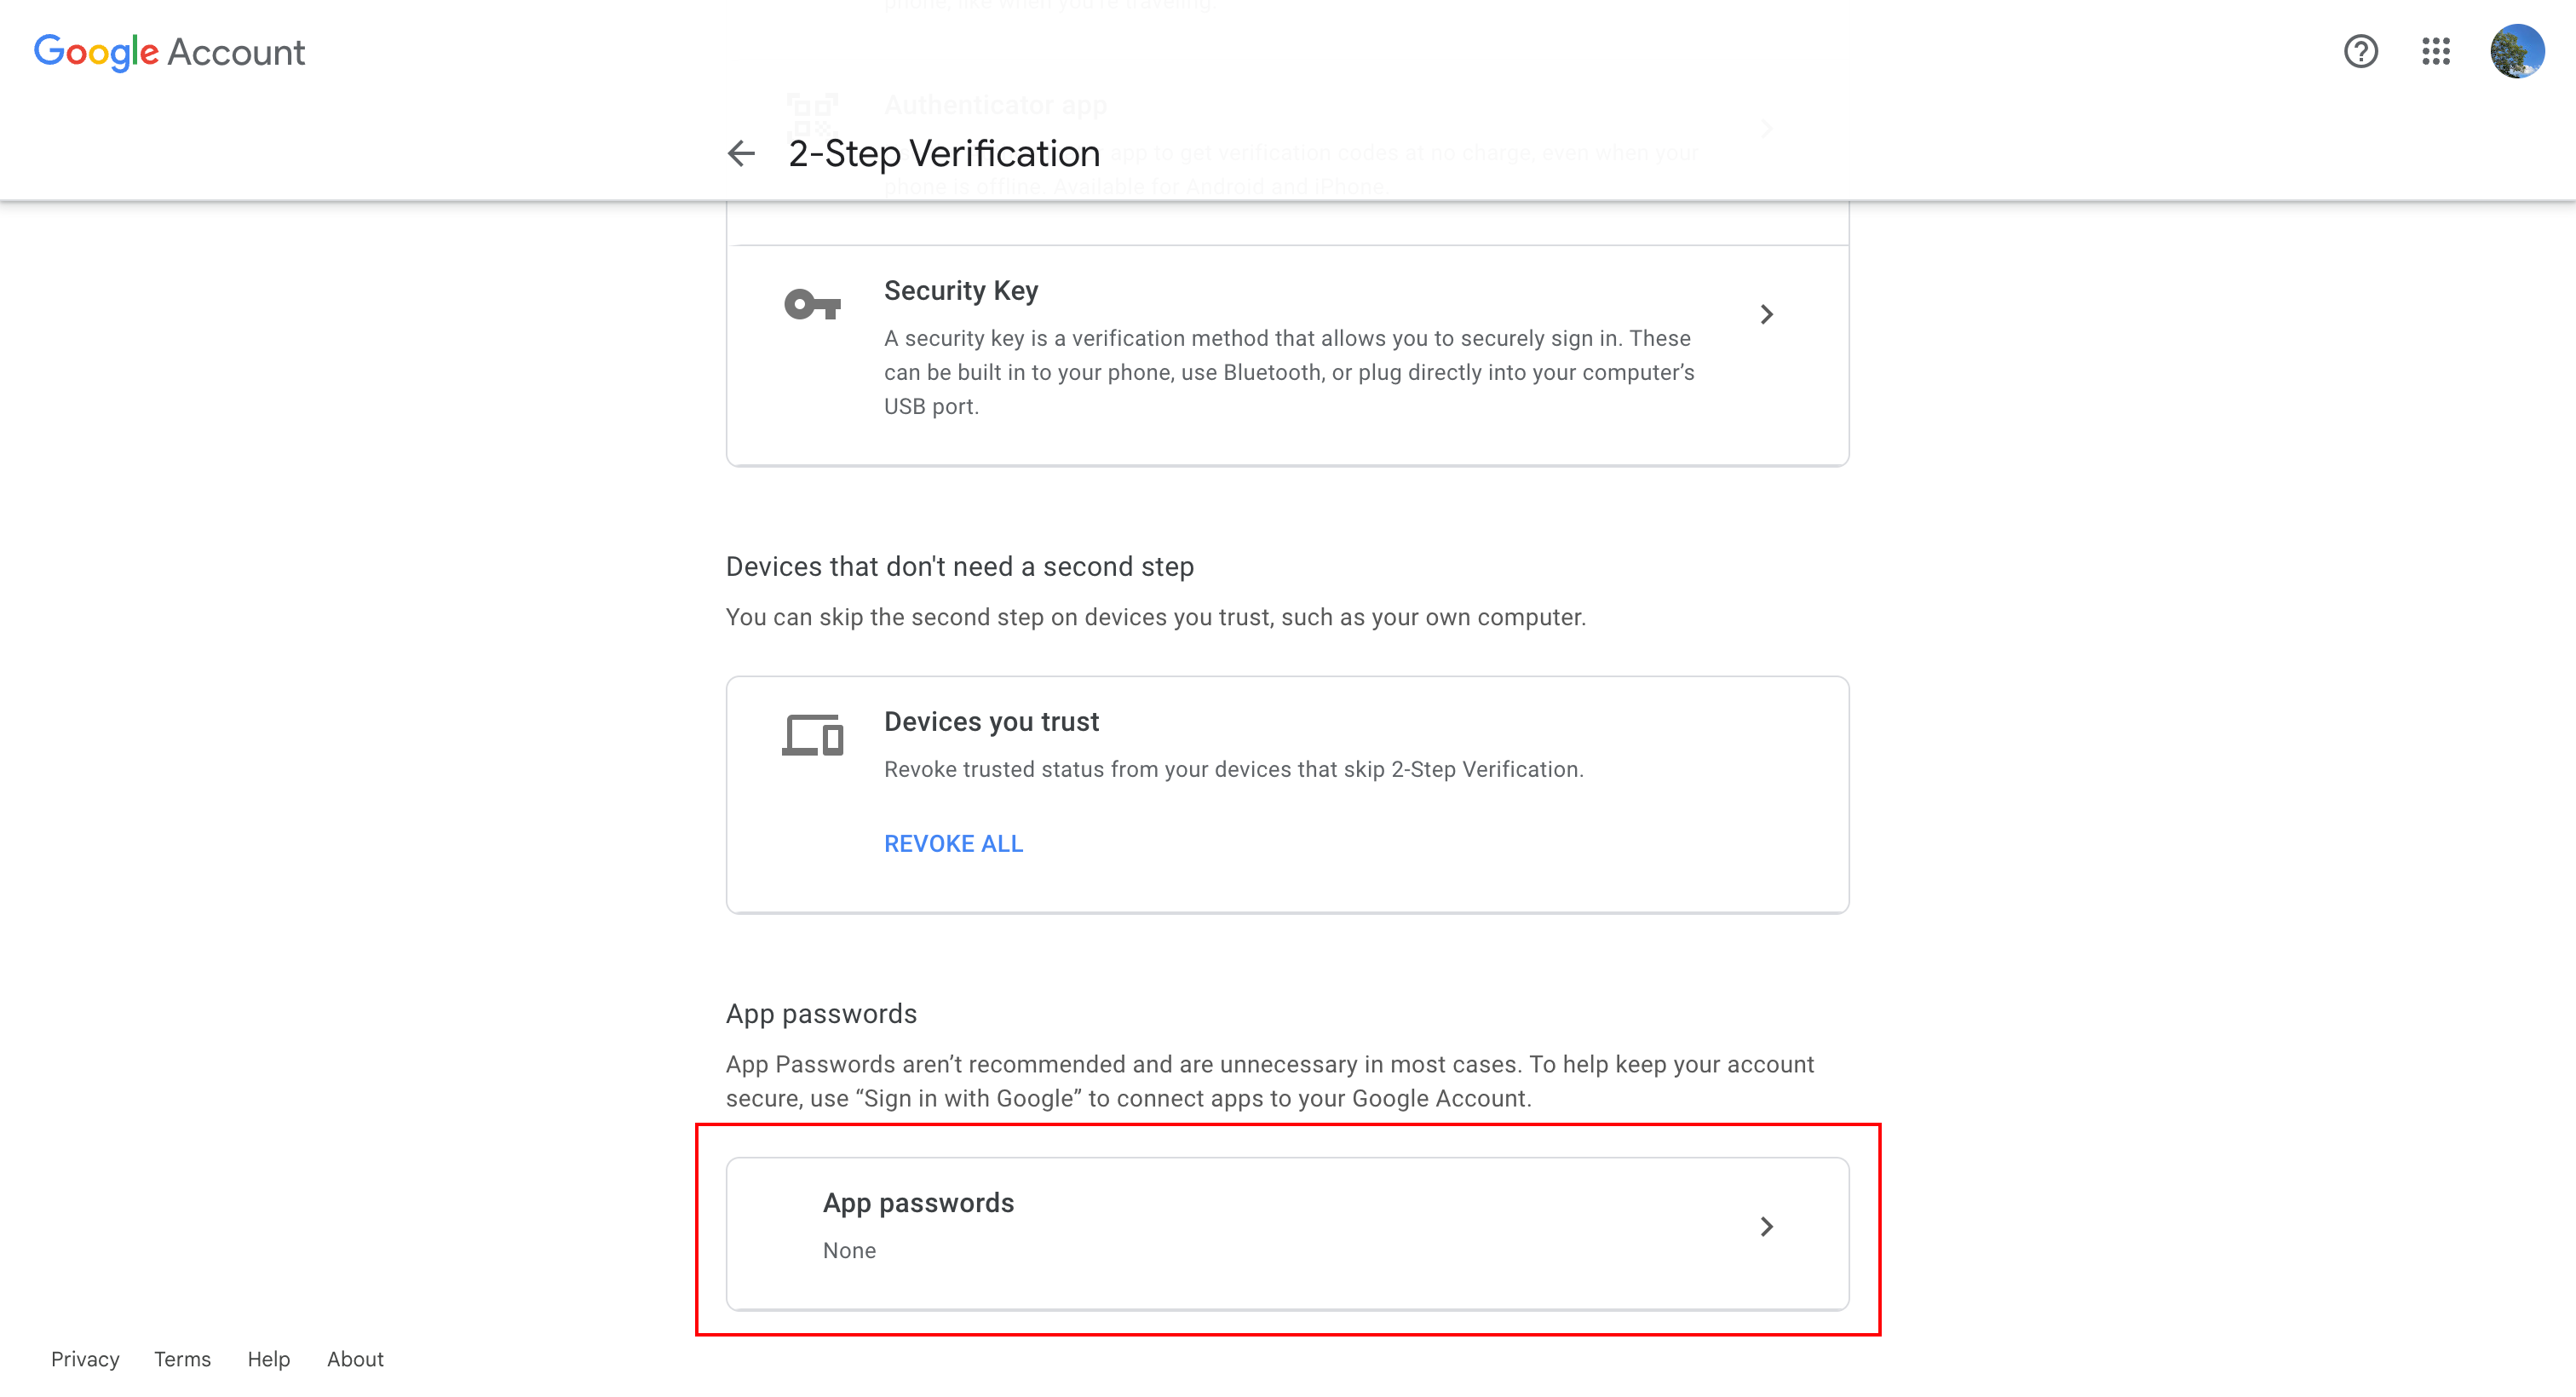 phone, like when you're traveling.
Google Account
Authenticator app
2-Step Verification
app to get verification codes at no charge, even when your
phone is offline. Available for Android and iPhone.
Security Key
A security key is a verification method that allows you to securely sign in. These
can be built in to your phone, use Bluetooth, or plug directly into your computer’s
USB port.
Devices that don't need a second step
You can skip the second step on devices you trust, such as your own computer.
Devices you trust
Revoke trusted status from your devices that skip 2-Step Verification.
REVOKE ALL
App passwords
App Passwords aren’t recommended and are unnecessary in most cases. To help keep your account
secure, use “Sign in with Google” to connect apps to your Google Account.
App passwords
None
Privacy Terms Help About